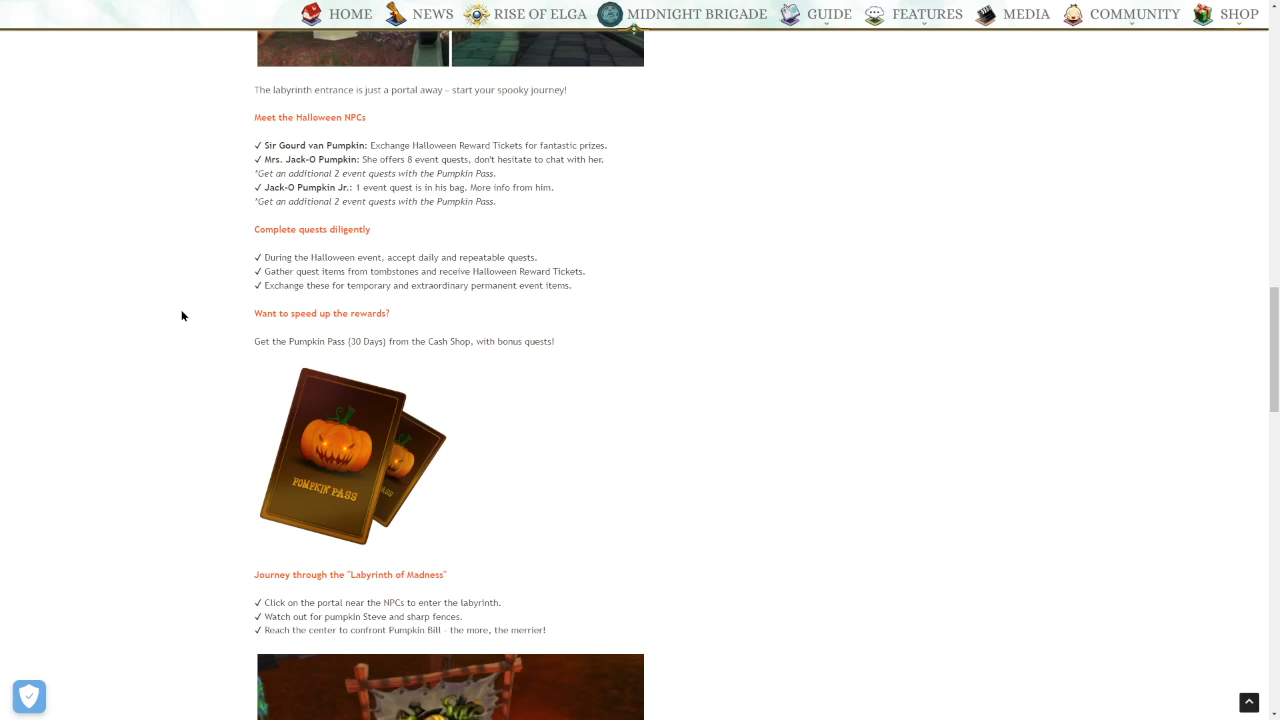 HOME NEWS RISE OF ELGA MIDNIGHT BRIGADE GUIDE FEATURES MEDIA COMMUNITY SHOP
The labyrinth entrance is just a portal away – start your spooky journey!
Meet the Halloween NPCs
✓ Sir Gourd van Pumpkin: Exchange Halloween Reward Tickets for fantastic prizes.
✓ Mrs. Jack-O Pumpkin: She offers 8 event quests, don't hesitate to chat with her.
*Get an additional 2 event quests with the Pumpkin Pass.
✓ Jack-O Pumpkin Jr.: 1 event quest is in his bag. More info from him.
*Get an additional 2 event quests with the Pumpkin Pass.
Complete quests diligently
✓ During the Halloween event, accept daily and repeatable quests.
✓ Gather quest items from tombstones and receive Halloween Reward Tickets.
✓ Exchange these for temporary and extraordinary permanent event items.
Want to speed up the rewards?
Get the Pumpkin Pass (30 Days) from the Cash Shop, with bonus quests!
PUMPKIN PASS
Journey through the "Labyrinth of Madness"
✓ Click on the portal near the NPCs to enter the labyrinth.
✓ Watch out for pumpkin Steve and sharp fences.
✓ Reach the center to confront Pumpkin Bill - the more, the merrier!